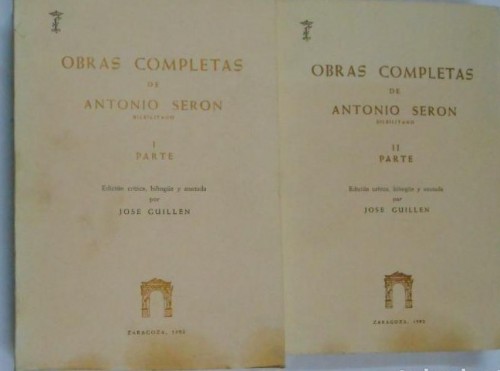 OBRAS COMPLETAS
DE
ANTONIO SERON
BILBILITANO
I
PARTE
Edición crítica, bilingüe y anotada
por
JOSE GUILLEN
ZARAGOZA, 1982
OBRAS COMPLETAS
DE
ANTONIO SERON
BILBILITANO
II
PARTE
Edición crítica, bilingüe y anotada
por
JOSE GUILLEN
ZARAGOZA, 1982